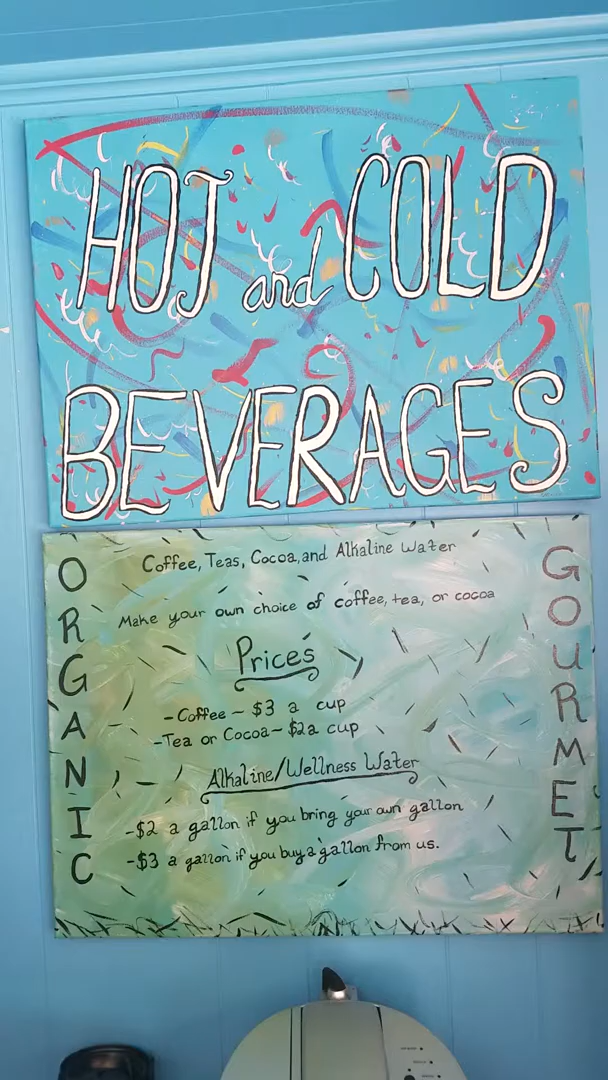 HOT and COLD
BEVERAGES
ORGANIC
Coffee, Teas, Cocoa, and Alkaline Water
Make your own choice of coffee, tea, or cocoa
Prices
-Coffee ~ $3 a cup
-Tea or Cocoa~ $2 a cup
Alkaline/Wellness Water
-$2 a gallon if you bring your own gallon
-$3 a gallon if you buy a gallon from us.
GOURMET